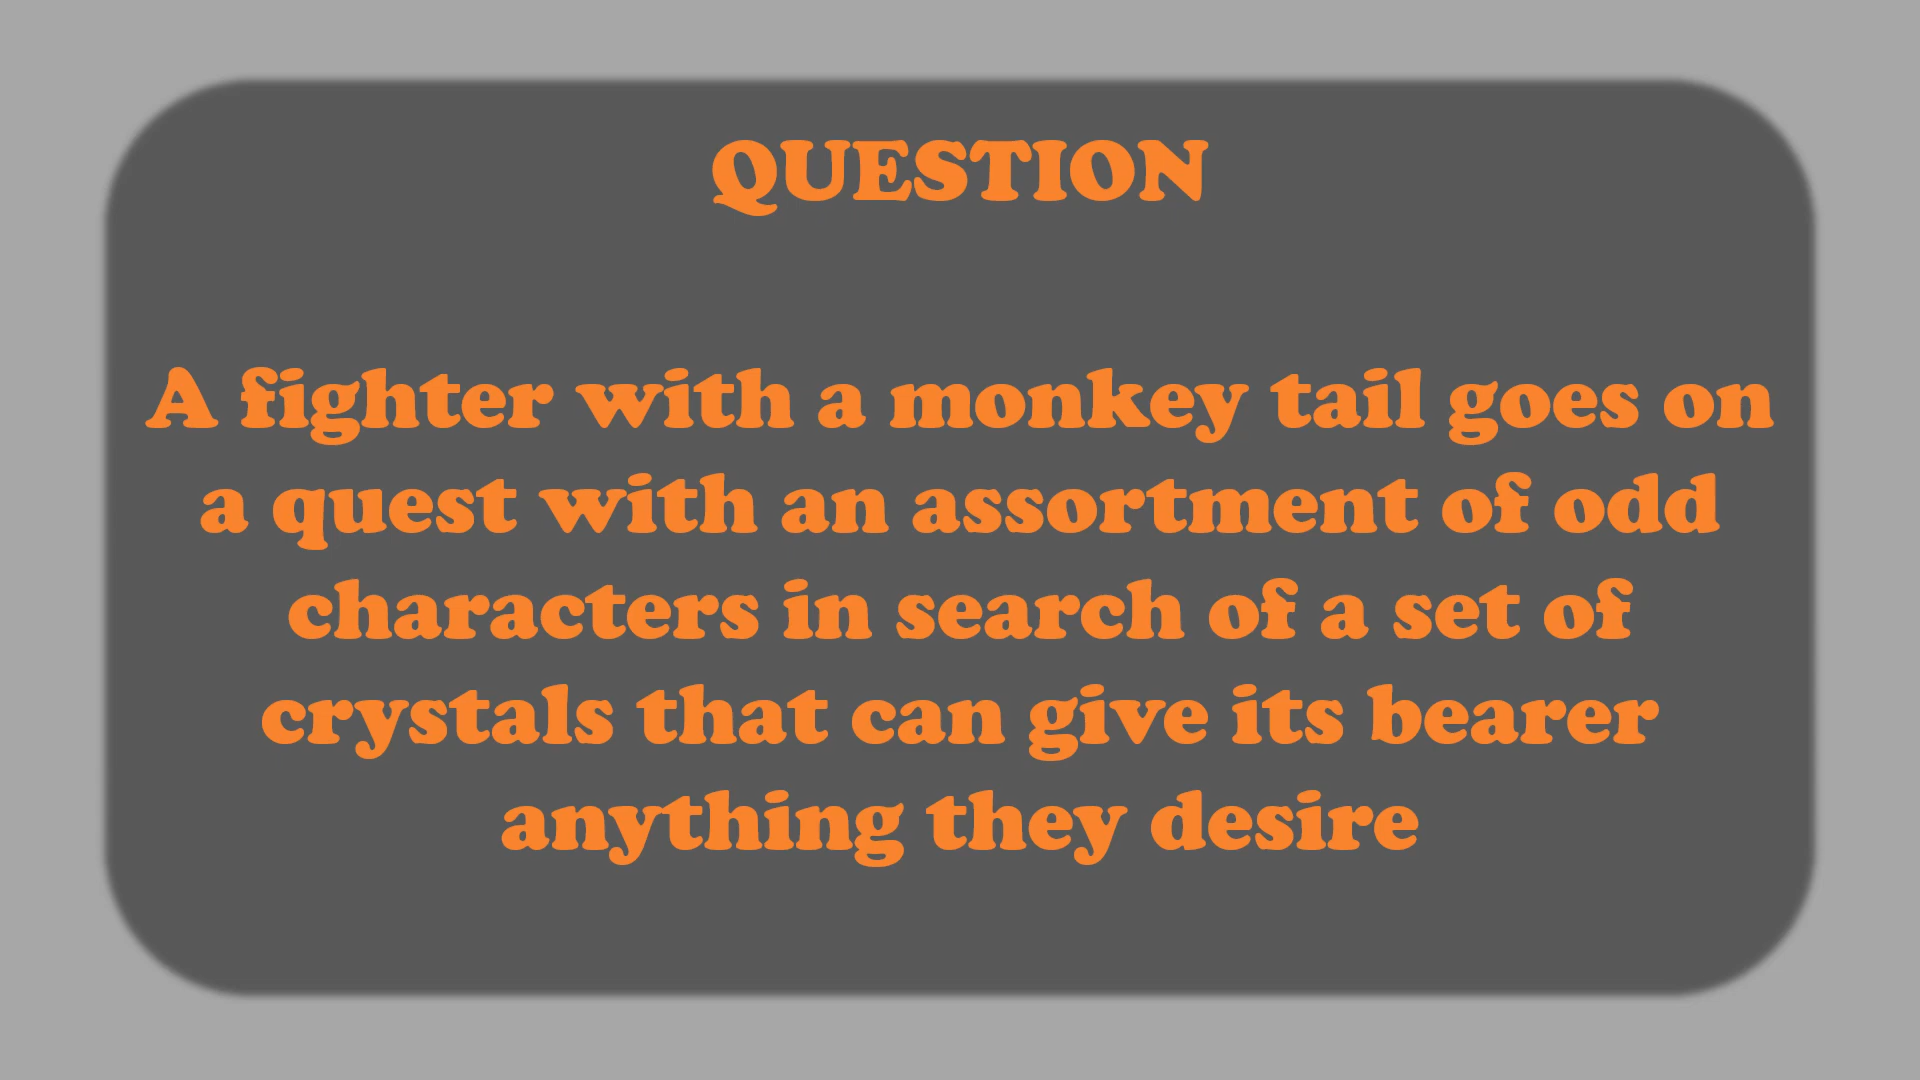 QUESTION
A fighter with a monkey tail goes on
a quest with an assortment of odd
characters in search of a set of
crystals that can give its bearer
anything they desire